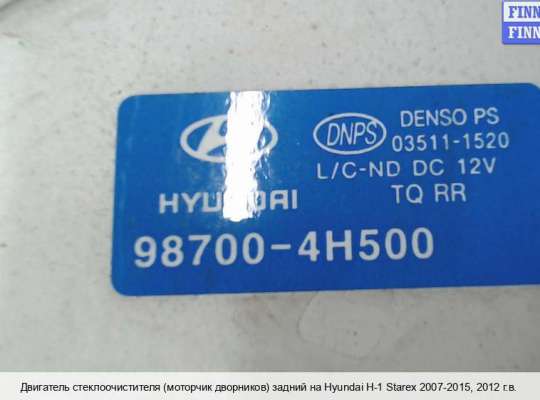 FINN
FINN
DNPS
DENSO PS
03511-1520
L/C-ND DC 12V
HYUNDAI
TQ RR
98700-4H500
Двигатель стеклоочистителя (моторчик дворников) задний на Hyundai H-1 Starex 2007-2015, 2012 г.в.